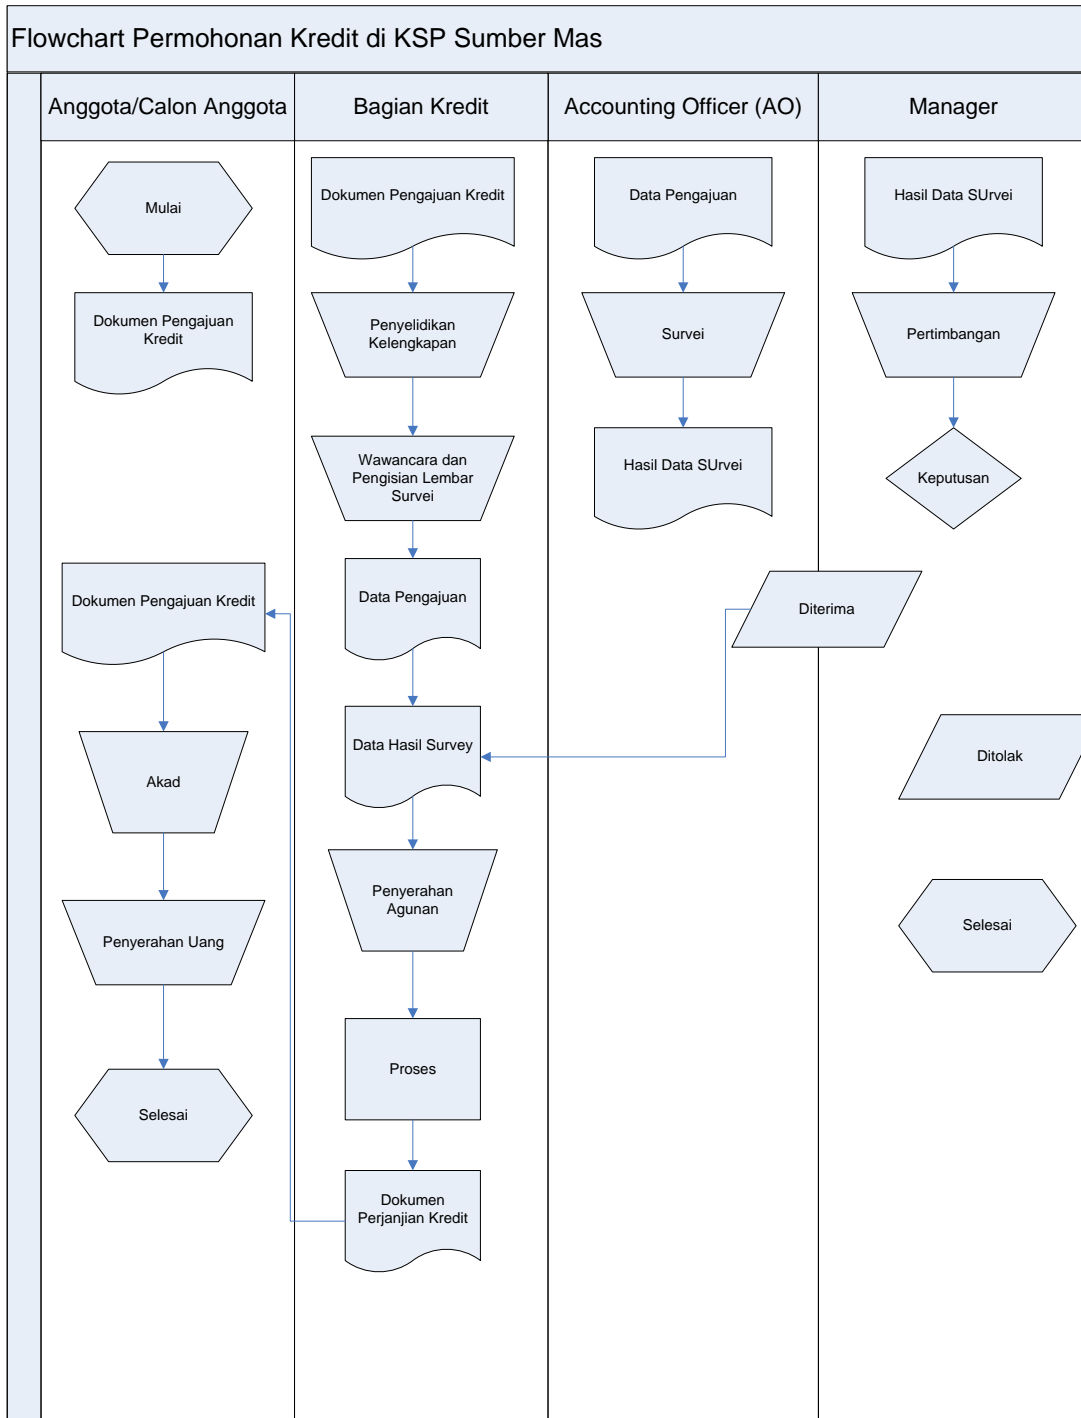 Flowchart Permohonan Kredit di KSP Sumber Mas
Anggota/Calon Anggota
Bagian Kredit
Accounting Officer (AO)
Manager
Mulai
Dokumen Pengajuan
Kredit
Dokumen Pengajuan Kredit
Akad
Penyerahan Uang
Selesai
Dokumen Pengajuan Kredit
Penyelidikan
Kelengkapan
Wawancara dan
Pengisian Lembar
Survei
Data Pengajuan
Data Hasil Survey
Penyerahan
Agunan
Proses
Dokumen
Perjanjian Kredit
Data Pengajuan
Survei
Hasil Data SUrvei
Hasil Data SUrvei
Pertimbangan
Keputusan
Diterima
Ditolak
Selesai